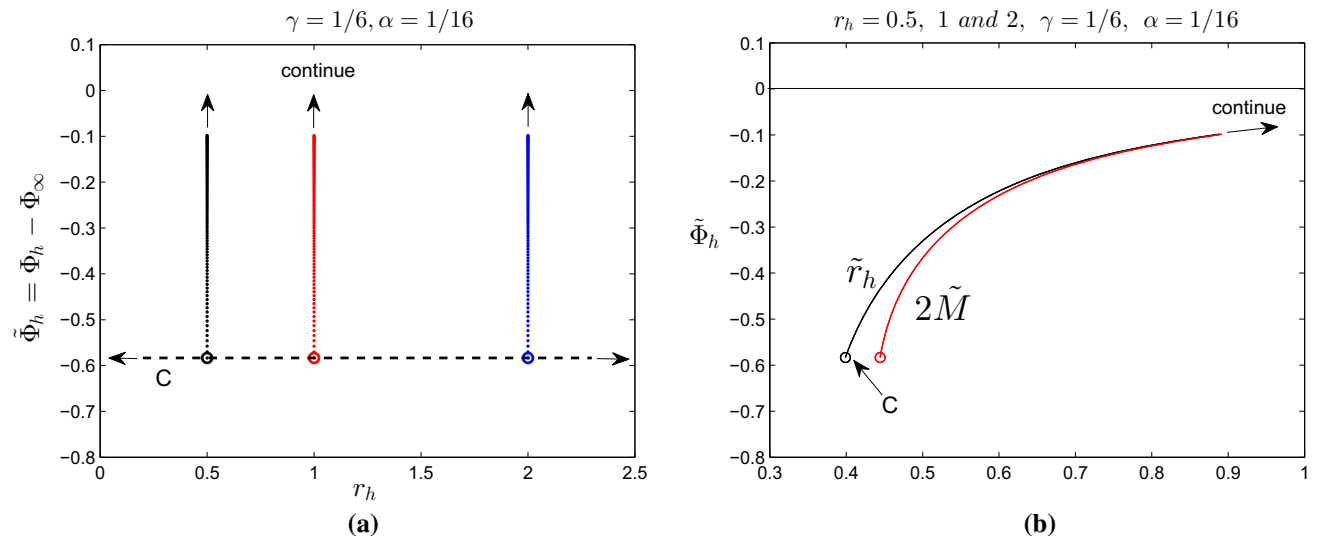 γ = 1/6, α = 1/16
0.1
0
−0.1
−0.2
−0.3
−0.4
−0.5
−0.6
−0.7
−0.8
Φ̃_h = Φ_h − Φ_∞
continue
C
0
0.5
1
1.5
2
2.5
r_h
(a)
r_h = 0.5, 1 and 2, γ = 1/6, α = 1/16
0.1
0
−0.1
−0.2
−0.3
−0.4
−0.5
−0.6
−0.7
−0.8
Φ̃_h
continue
r̃_h
2M̃
C
0.3
0.4
0.5
0.6
0.7
0.8
0.9
1
(b)